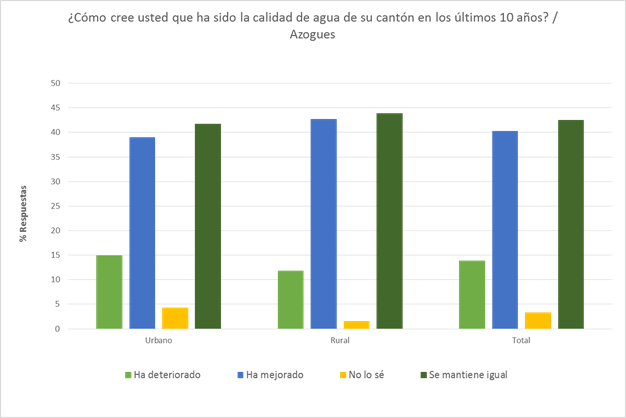 ¿Cómo cree usted que ha sido la calidad de agua de su cantón en los últimos 10 años? /
Azogues
50
45
40
35
30
25
20
15
10
5
0
% Respuestas
Urbano Rural Total
Ha deteriorado Ha mejorado No lo sé Se mantiene igual